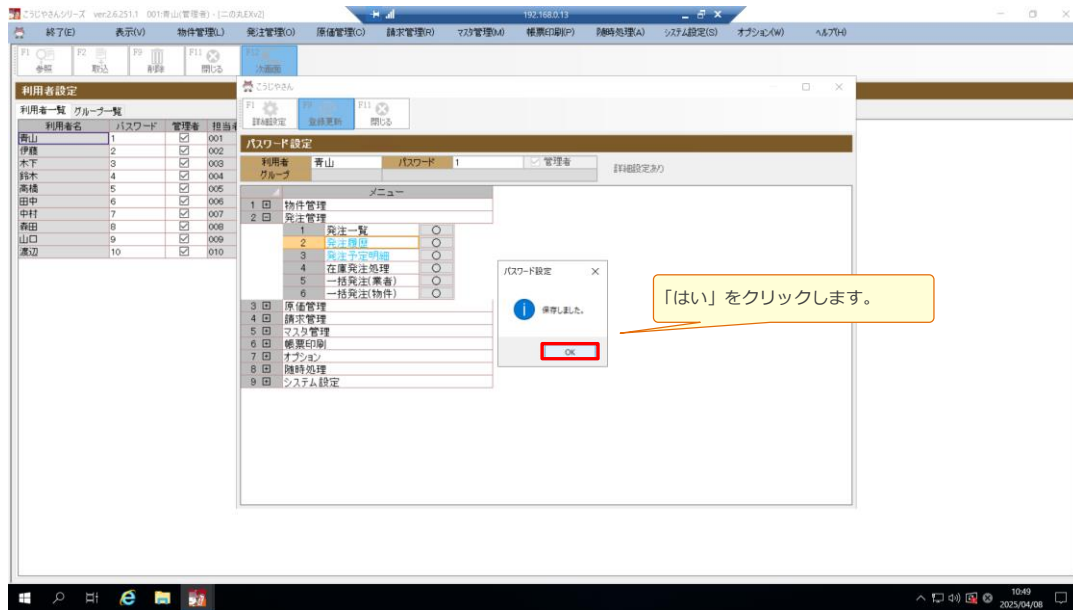 こうじやさんシリーズ ver.2.6.251.1 001:青山(管理者) - [二の丸EXv2]
192.168.0.13
終了(E) 表示(V) 物件管理(L) 発注管理(O) 原価管理(C) 請求管理(R) マスタ管理(M) 帳票印刷(P) 随時処理(A) システム設定(S) オプション(W) ヘルプ(H)
F1 F2 F9 F11 F12
参照 取込 削除 閉じる 次画面
利用者設定
利用者一覧 グループ一覧
利用者名 パスワード 管理者 担当者
青山 1 001
伊藤 2 002
木下 3 003
鈴木 4 004
高橋 5 005
田中 6 006
中村 7 007
森田 8 008
山口 9 009
渡辺 10 010
こうじやさん
F1 F9 F11
詳細設定 登録更新 閉じる
パスワード設定
利用者 青山 パスワード 1 管理者
グループ
詳細設定あり
メニュー
1 物件管理
2 発注管理
1 発注一覧 ○
2 発注履歴 ○
3 発注予定明細 ○
4 在庫発注処理 ○
5 一括発注(業者) ○
6 一括発注(物件) ○
3 原価管理
4 請求管理
5 マスタ管理
6 帳票印刷
7 オプション
8 随時処理
9 システム設定
パスワード設定
保存しました。
OK
「はい」をクリックします。
10:49
2025/04/08